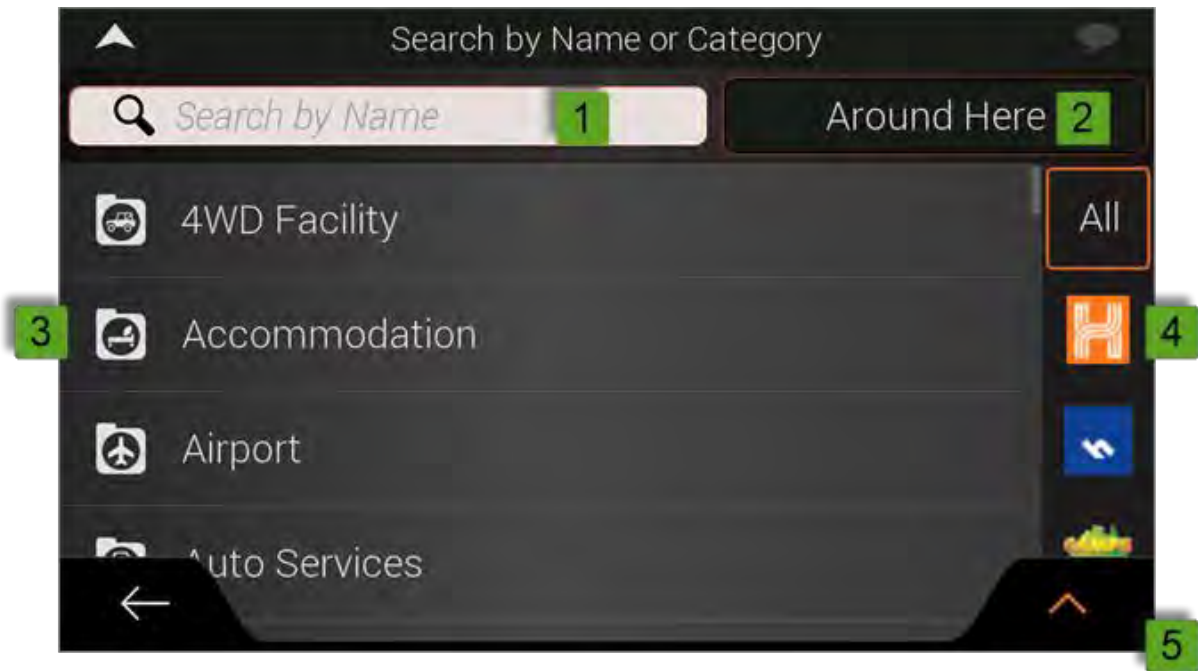 Search by Name or Category
Search by Name 1
Around Here 2
4WD Facility
All
3 Accommodation
H 4
Airport
Auto Services
5